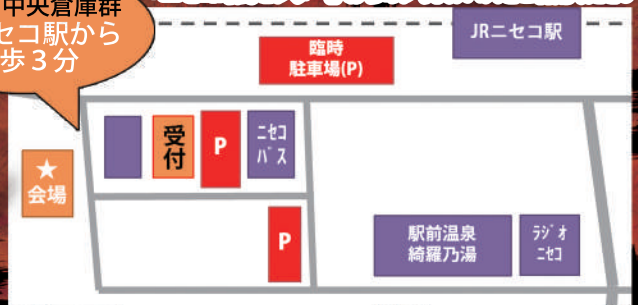 中央倉庫群
セコ駅から
歩3分
JRニセコ駅
臨時
駐車場(P)
受付
P
ニセコ
バス
★
会場
P
駅前温泉
綺羅乃湯
ラジオ
ニセコ